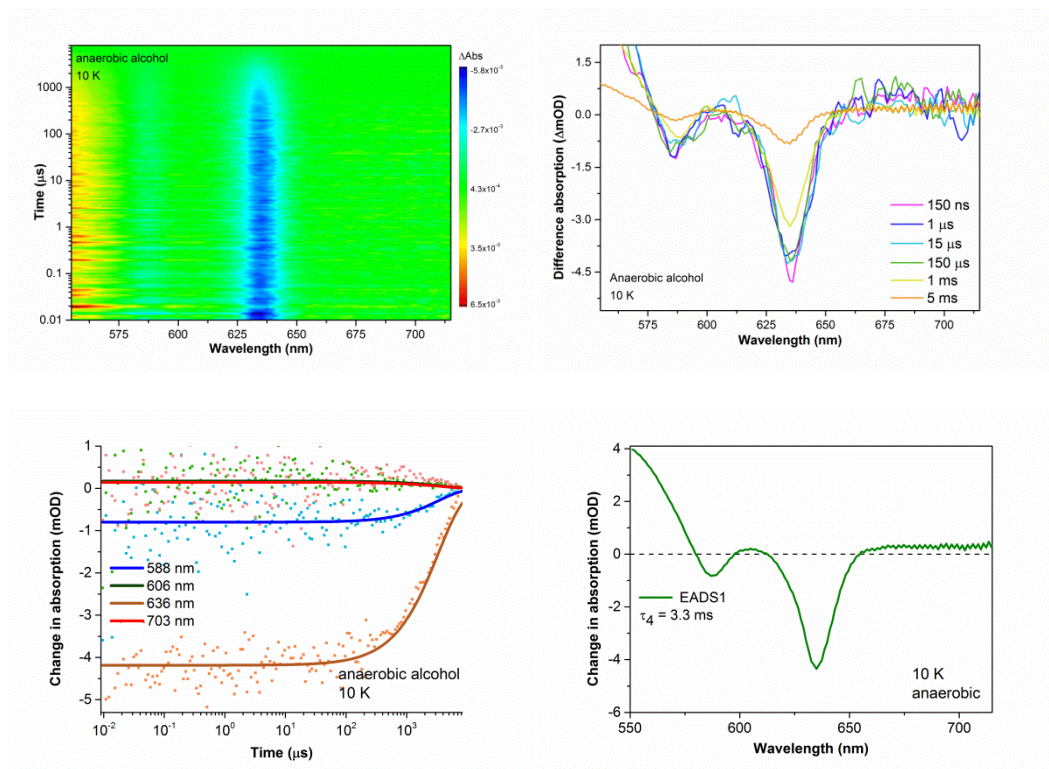 anaerobic alcohol
10 K
ΔAbs
-5.8x10⁻³
-2.7x10⁻³
4.3x10⁻⁴
3.5x10⁻³
6.5x10⁻³
1000
100
10
1
0.1
0.01
Time (μs)
575 600 625 650 675 700
Wavelength (nm)
1.5
0.0
-1.5
-3.0
-4.5
Difference absorption (ΔmOD)
150 ns
1 μs
15 μs
150 μs
1 ms
5 ms
Anaerobic alcohol
10 K
575 600 625 650 675 700
Wavelength (nm)
1
0
-1
-2
-3
-4
-5
Change in absorption (mOD)
588 nm
606 nm
636 nm
703 nm
anaerobic alcohol
10 K
10⁻² 10⁻¹ 10⁰ 10¹ 10² 10³
Time (μs)
4
2
0
-2
-4
-6
Change in absorption (mOD)
EADS1
τ₄ = 3.3 ms
10 K
anaerobic
550 600 650 700
Wavelength (nm)